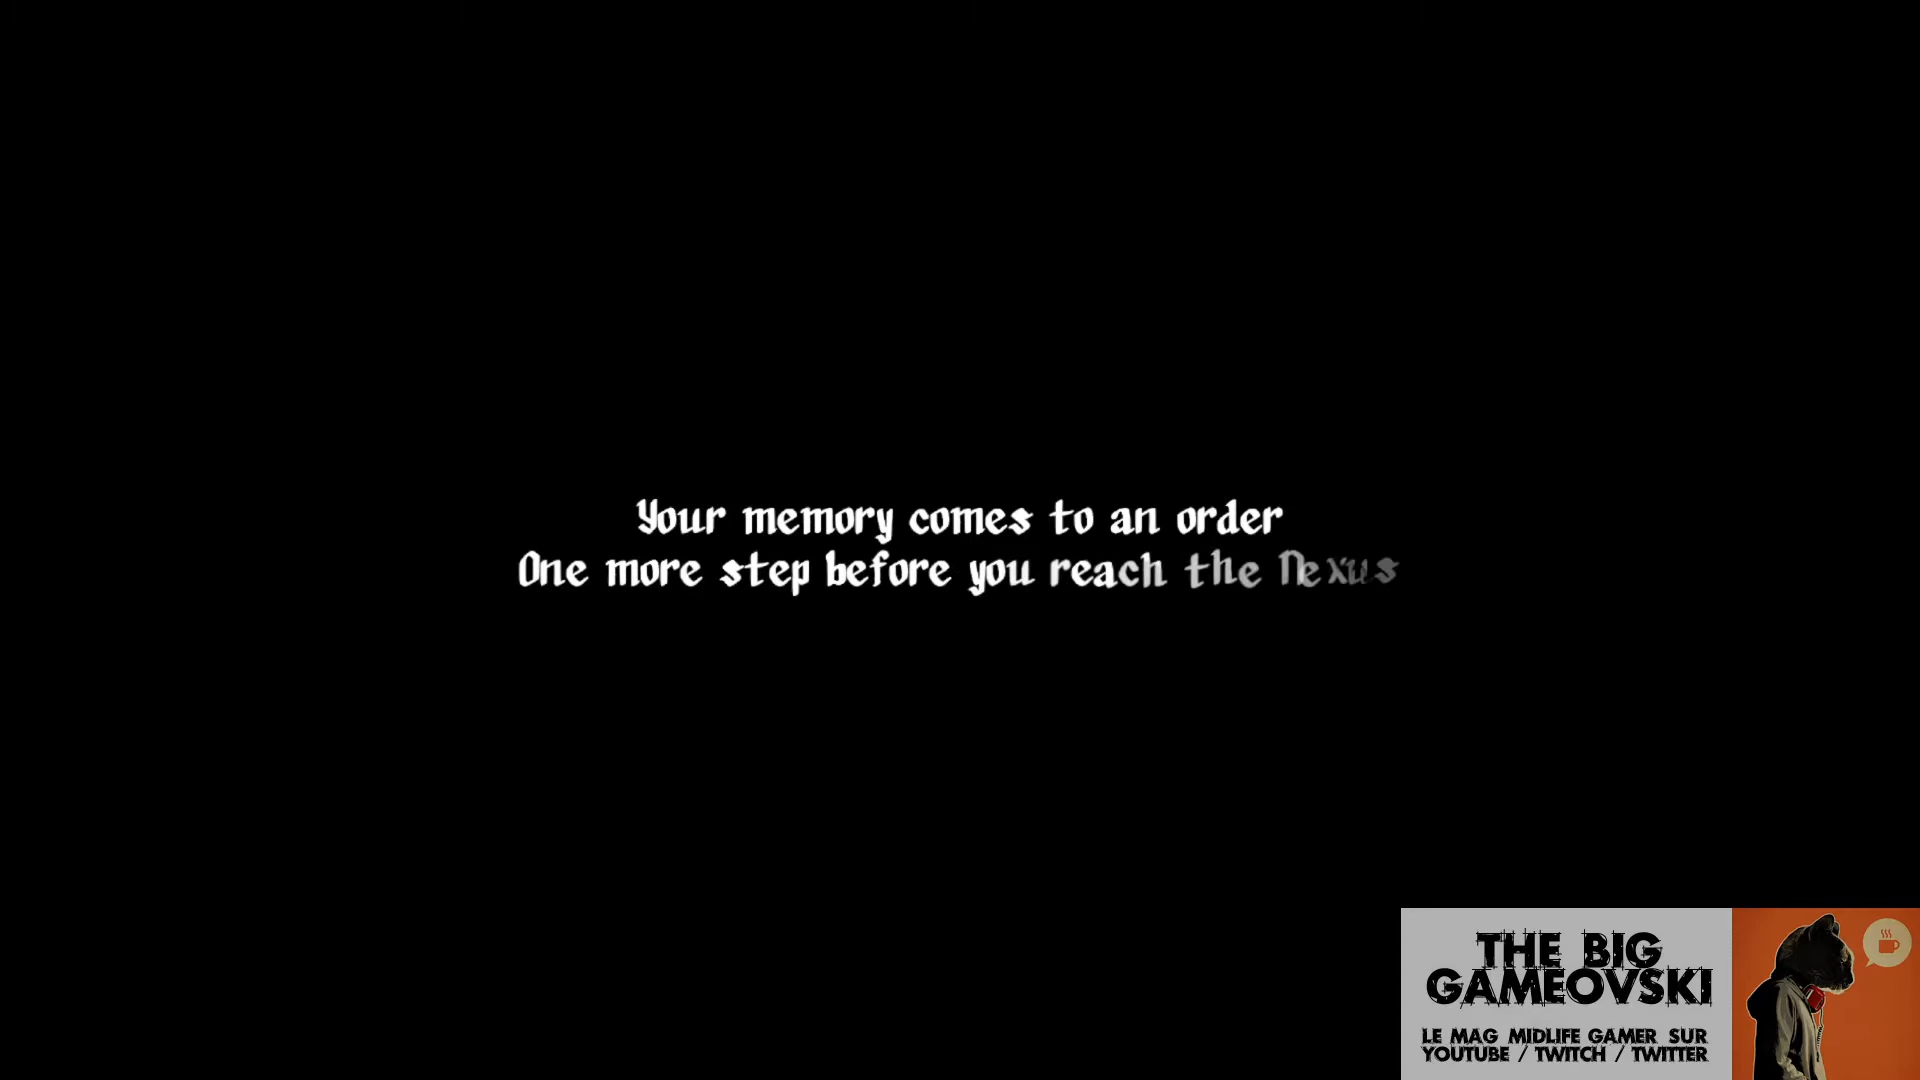 Your memory comes to an order
One more step before you reach the Nexus
THE BIG
GAMEOVSKI
LE MAG MIDLIFE GAMER SUR
YOUTUBE / TWITCH / TWITTER